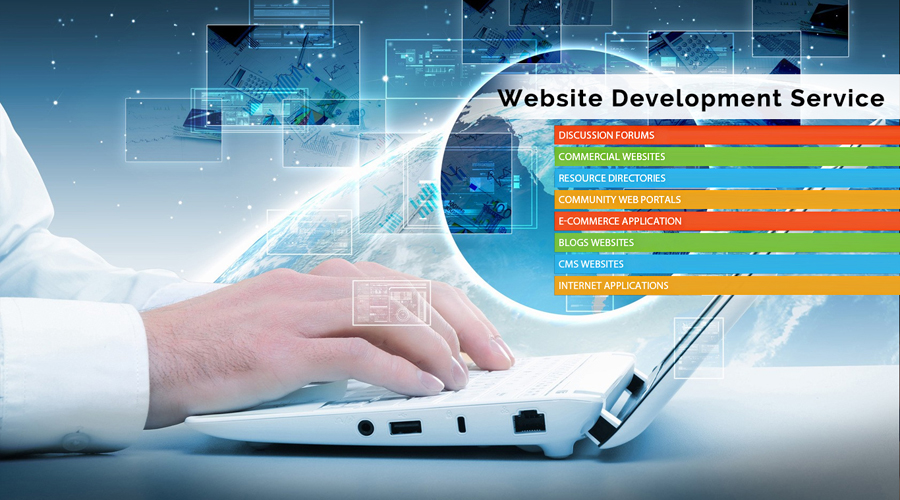 Website Development Service
DISCUSSION FORUMS
COMMERCIAL WEBSITES
RESOURCE DIRECTORIES
COMMUNITY WEB PORTALS
E-COMMERCE APPLICATION
BLOGS WEBSITES
CMS WEBSITES
INTERNET APPLICATIONS